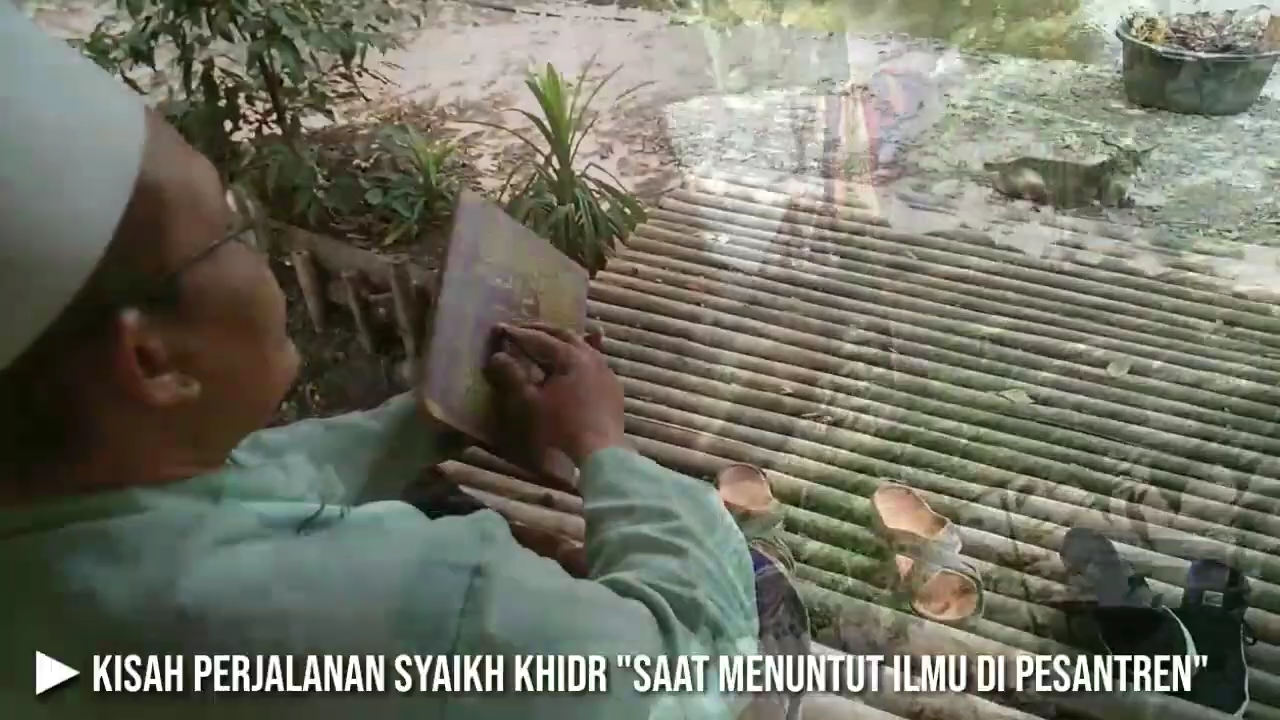 KISAH PERJALANAN SYAIKH KHIDR "SAAT MENUNTUT ILMU DI PESANTREN"